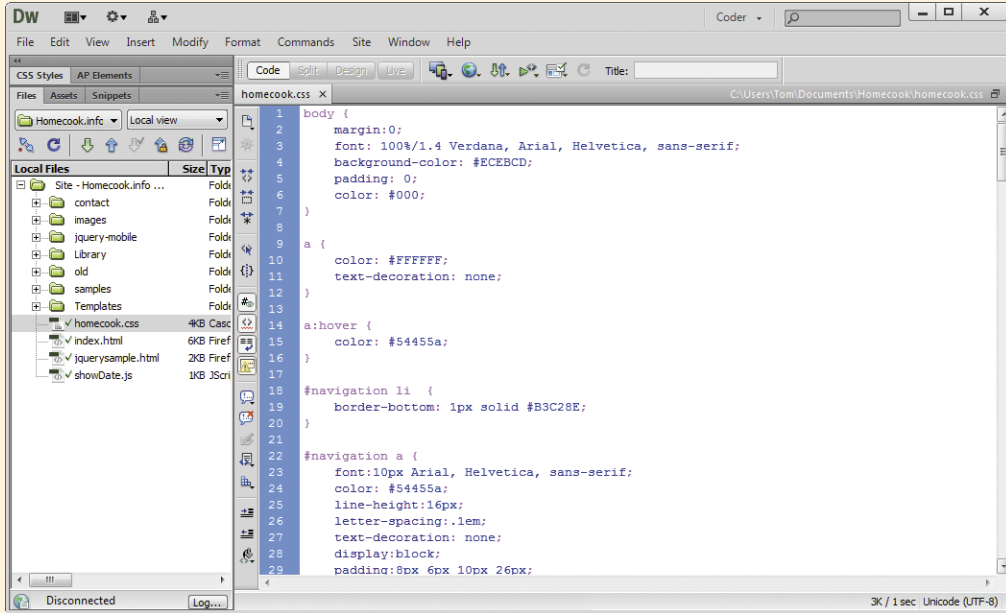 DW
Coder
File Edit View Insert Modify Format Commands Site Window Help
CSS Styles AP Elements
Code Split Design Live Title:
Files Assets Snippets
homecook.css ×
C:\Users\Tom\Documents\Homecook\homecook.css
Homecook.info Local view
Local Files Size Typ
Site - Homecook.info ... Folde
contact Folde
images Folde
jquery-mobile Folde
Library Folde
old Folde
samples Folde
Templates Folde
homecook.css 4KB Casc
index.html 6KB Firef
jquerysample.html 2KB Firef
showDate.js 1KB JScri
Disconnected Log...
1 body {
2 margin:0;
3 font: 100%/1.4 Verdana, Arial, Helvetica, sans-serif;
4 background-color: #ECEBCD;
5 padding: 0;
6 color: #000;
7 }
8
9 a {
10 color: #FFFFFF;
11 text-decoration: none;
12 }
13
14 a:hover {
15 color: #54455a;
16 }
17
18 #navigation li {
19 border-bottom: 1px solid #B3C28E;
20 }
21
22 #navigation a {
23 font:10px Arial, Helvetica, sans-serif;
24 color: #54455a;
25 line-height:16px;
26 letter-spacing:.1em;
27 text-decoration: none;
28 display:block;
29 padding:8px 6px 10px 26px;
3K / 1 sec Unicode (UTF-8)